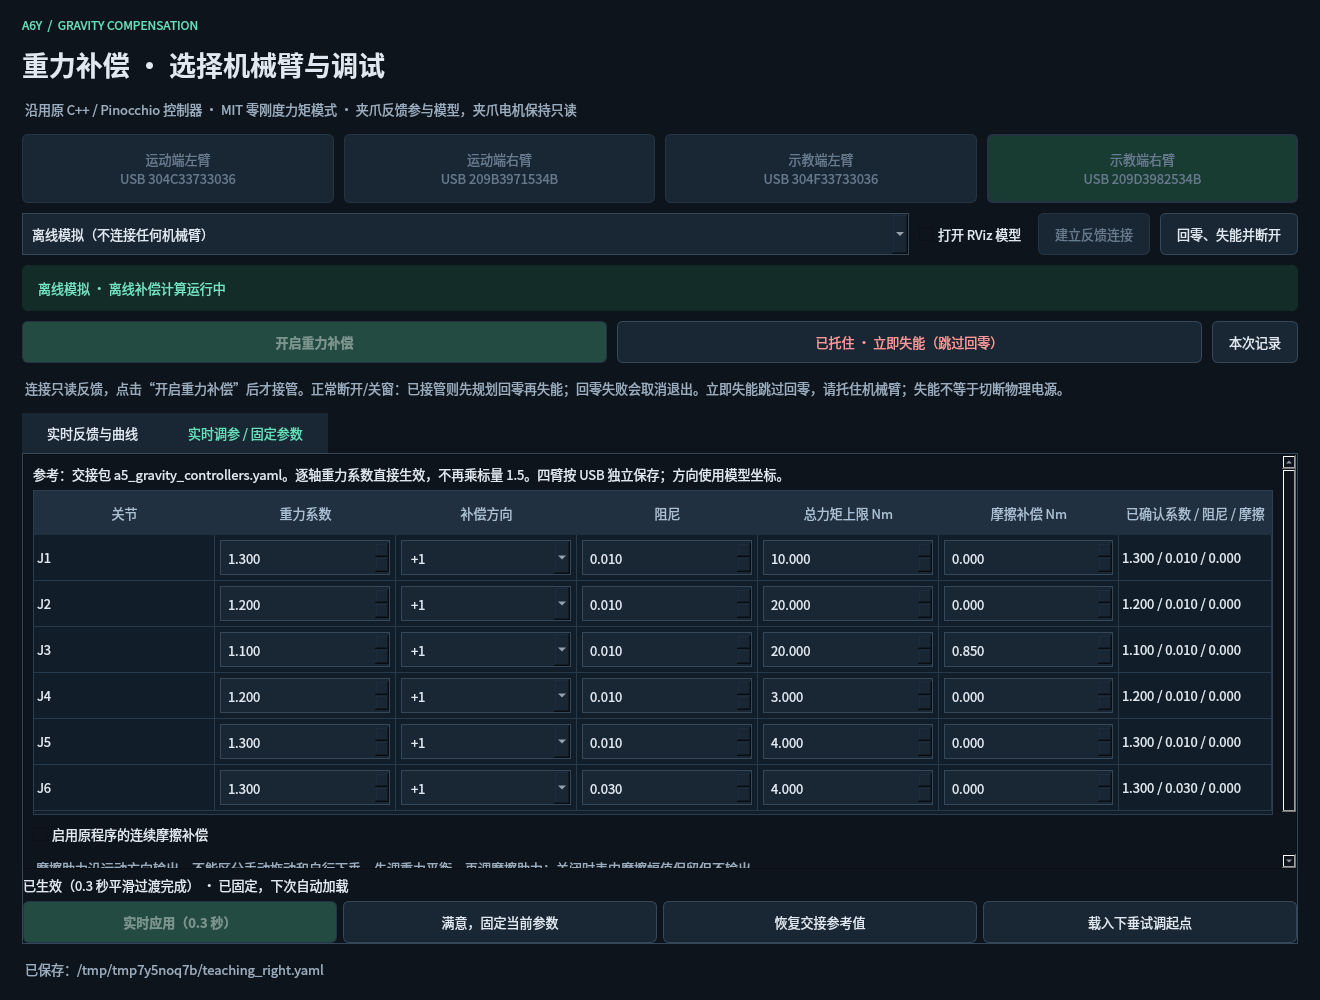 A6Y / GRAVITY COMPENSATION
重力补偿 · 选择机械臂与调试
沿用原 C++ / Pinocchio 控制器 · MIT 零刚度力矩模式 · 夹爪反馈参与模型，夹爪电机保持只读
运动端左臂
USB 304C33733036
运动端右臂
USB 209B3971534B
示教端左臂
USB 304F33733036
示教端右臂
USB 209D3982534B
离线模拟（不连接任何机械臂）
打开 RViz 模型
建立反馈连接
回零、失能并断开
离线模拟 · 离线补偿计算运行中
开启重力补偿
已托住 · 立即失能（跳过回零）
本次记录
连接只读反馈，点击“开启重力补偿”后才接管。正常断开/关窗：已接管则先规划回零再失能；回零失败会取消退出。立即失能跳过回零，请托住机械臂；失能不等于切断物理电源。
实时反馈与曲线
实时调参 / 固定参数
参考：交接包 a5_gravity_controllers.yaml。逐轴重力系数直接生效，不再乘标量 1.5。四臂按 USB 独立保存；方向使用模型坐标。
关节 重力系数 补偿方向 阻尼 总力矩上限 Nm 摩擦补偿 Nm 已确认系数 / 阻尼 / 摩擦
J1 1.300 +1 0.010 10.000 0.000 1.300 / 0.010 / 0.000
J2 1.200 +1 0.010 20.000 0.000 1.200 / 0.010 / 0.000
J3 1.100 +1 0.010 20.000 0.850 1.100 / 0.010 / 0.000
J4 1.200 +1 0.010 3.000 0.000 1.200 / 0.010 / 0.000
J5 1.300 +1 0.010 4.000 0.000 1.300 / 0.010 / 0.000
J6 1.300 +1 0.030 4.000 0.000 1.300 / 0.030 / 0.000
启用原程序的连续摩擦补偿
已生效（0.3 秒平滑过渡完成） · 已固定，下次自动加载
实时应用（0.3 �）
满意，固定当前参数
恢复交接参考值
载入下垂试调起点
已保存：/tmp/tmp7y5noq7b/teaching_right.yaml